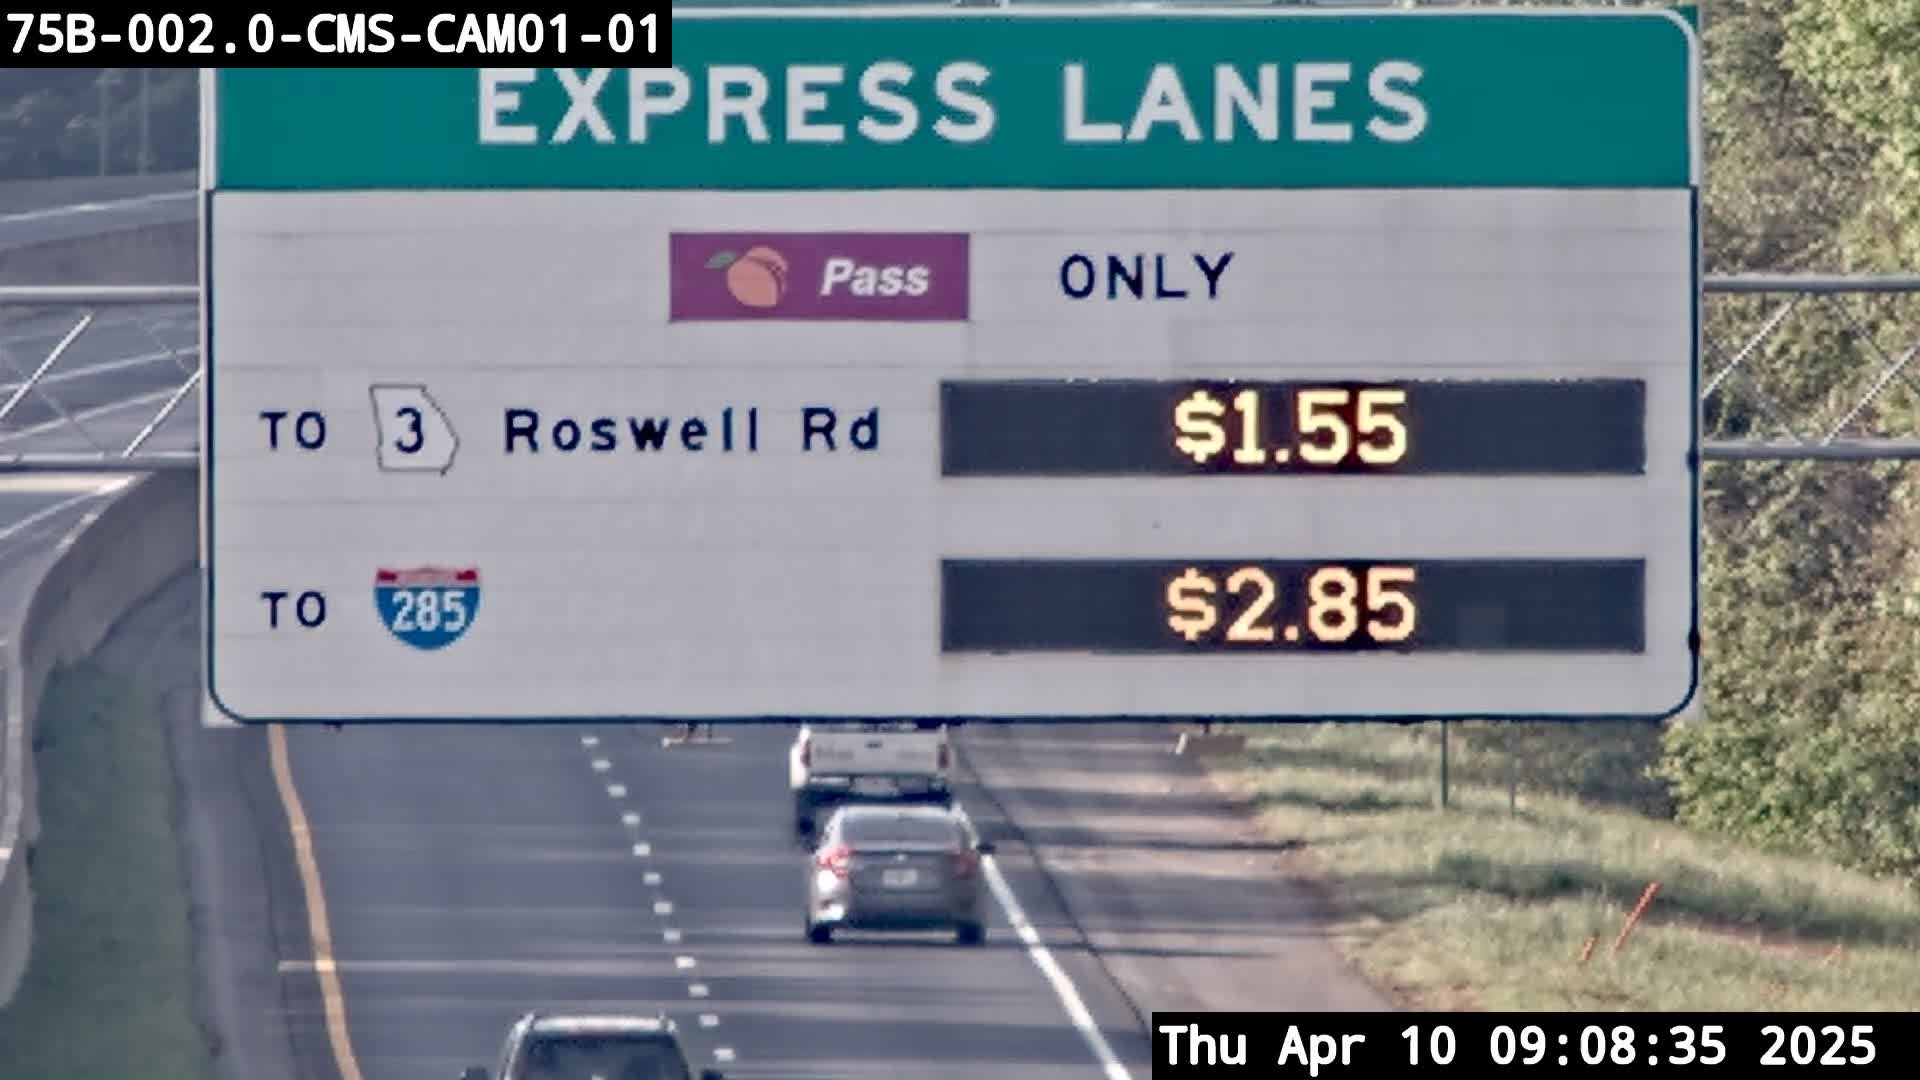 75B-002.0-CMS-CAM01-01
EXPRESS LANES
Pass ONLY
TO 3 Roswell Rd $1.55
TO 285 $2.85
Thu Apr 10 09:08:35 2025